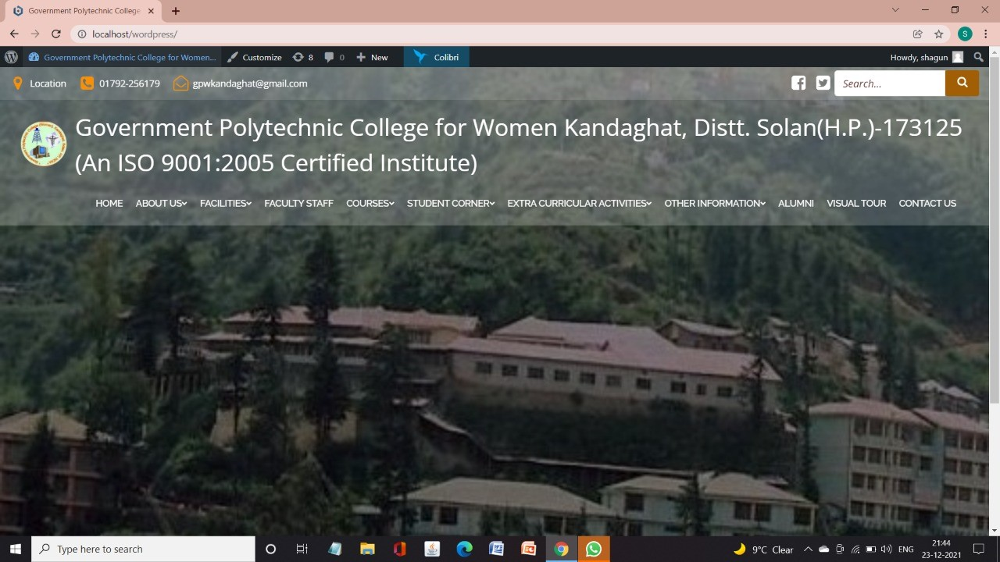 Government Polytechnic College
localhost/wordpress/
S
Government Polytechnic College for Women... Customize 8 0 New Colibri Howdy, shagun
Location 01792-256179 gpwkandaghat@gmail.com Search...
Government Polytechnic College for Women Kandaghat, Distt. Solan(H.P.)-173125
(An ISO 9001:2005 Certified Institute)
HOME ABOUT US FACILITIES FACULTY STAFF COURSES STUDENT CORNER EXTRA CURRICULAR ACTIVITIES OTHER INFORMATION ALUMNI VISUAL TOUR CONTACT US
Type here to search 9°C Clear ENG 21:44
23-12-2021